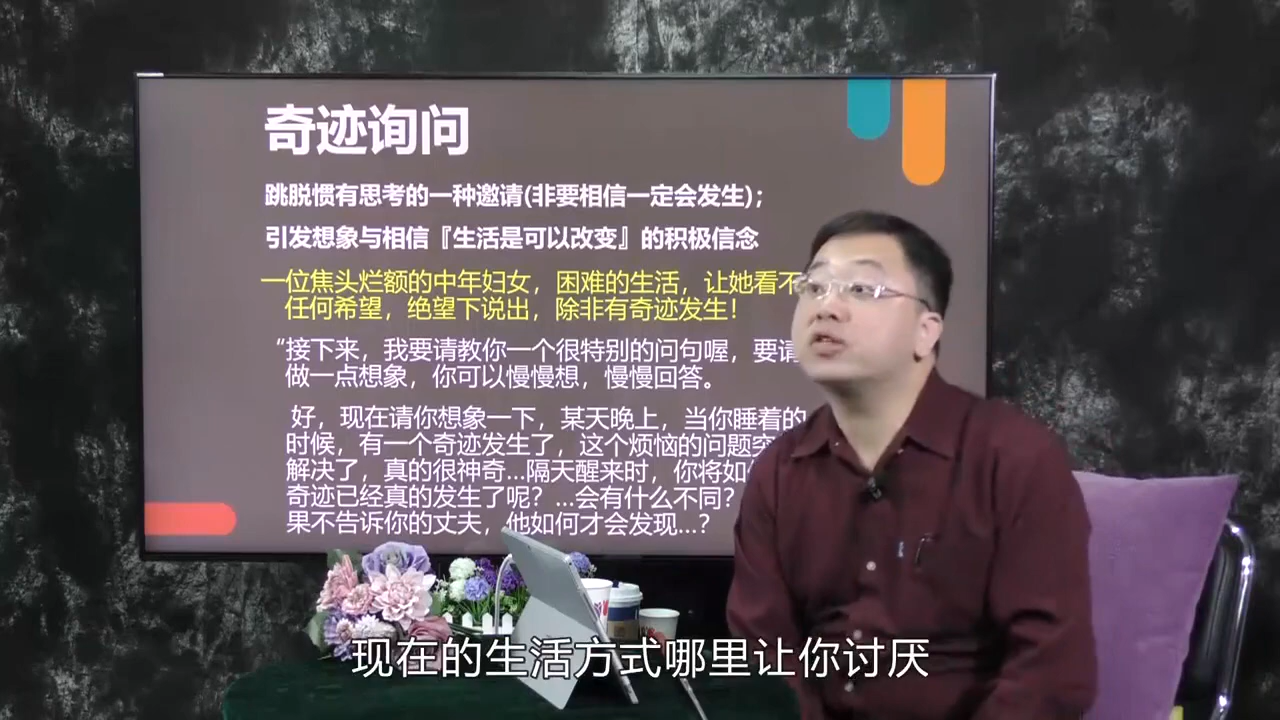 奇迹询问
跳脱惯有思考的一种邀请(非要相信一定会发生)；
引发想象与相信『生活是可以改变』的积极信念
一位焦头烂额的中年妇女，困难的生活，让她看不
任何希望，绝望下说出，除非有奇迹发生！
“接下来，我要请教你一个很特别的问句喔，要请
做一点想象，你可以慢慢想，慢慢回答。
好，现在请你想象一下，某天晚上，当你睡着的
时候，有一个奇迹发生了，这个烦恼的问题突
解决了，真的很神奇...隔天醒来时，你将如
奇迹已经真的发生了呢？...会有什么不同？
果不告诉你的丈夫，他如何才会发现...？
现在的生活方式哪里让你讨厌